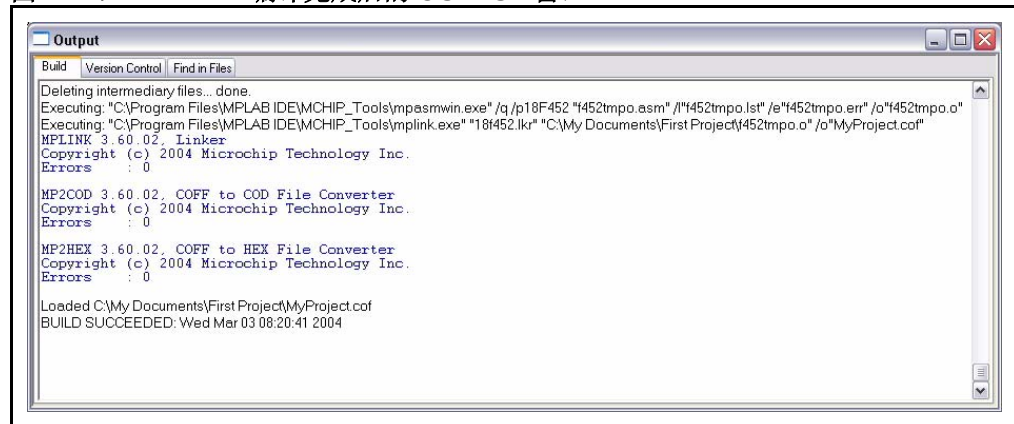 Output
Build Version Control Find in Files
Deleting intermediary files... done.
Executing: "C:\Program Files\MPLAB IDE\MCHIP_Tools\mpasmwin.exe" /q /p18F452 "f452tmpo.asm" /l"f452tmpo.lst" /e"f452tmpo.err" /o"f452tmpo.o"
Executing: "C:\Program Files\MPLAB IDE\MCHIP_Tools\mplink.exe" "18f452.lkr" "C:\My Documents\First Project\f452tmpo.o" /o"MyProject.cof"
MPLINK 3.60.02, Linker
Copyright (c) 2004 Microchip Technology Inc.
Errors : 0
MP2COD 3.60.02, COFF to COD File Converter
Copyright (c) 2004 Microchip Technology Inc.
Errors : 0
MP2HEX 3.60.02, COFF to HEX File Converter
Copyright (c) 2004 Microchip Technology Inc.
Errors : 0
Loaded C:\My Documents\First Project\MyProject.cof
BUILD SUCCEEDED: Wed Mar 03 08:20:41 2004